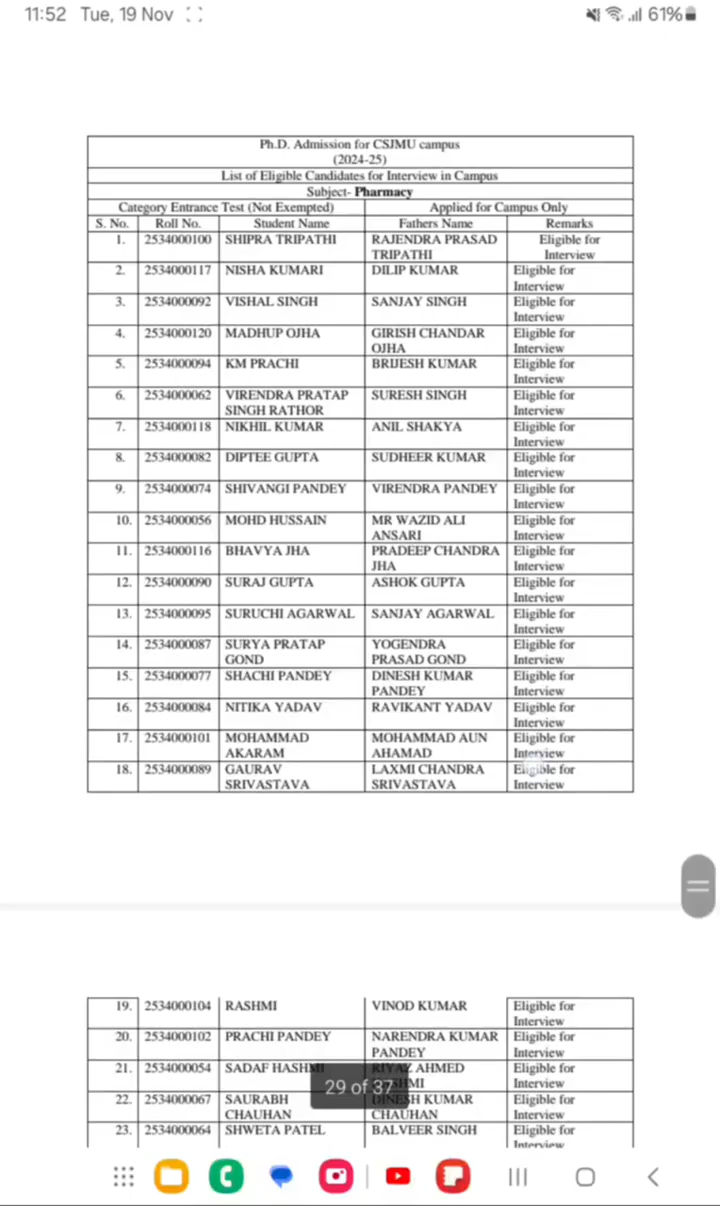 11:52 Tue, 19 Nov 61%
Ph.D. Admission for CSJMU campus
(2024-25)
List of Eligible Candidates for Interview in Campus
Subject- Pharmacy
Category Entrance Test (Not Exempted) Applied for Campus Only
S. No. Roll No. Student Name Fathers Name Remarks
1. 2534000100 SHIPRA TRIPATHI RAJENDRA PRASAD Eligible for
TRIPATHI Interview
2. 2534000117 NISHA KUMARI DILIP KUMAR Eligible for
Interview
3. 2534000092 VISHAL SINGH SANJAY SINGH Eligible for
Interview
4. 2534000120 MADHUP OJHA GIRISH CHANDAR Eligible for
OJHA Interview
5. 2534000094 KM PRACHI BRIJESH KUMAR Eligible for
Interview
6. 2534000062 VIRENDRA PRATAP SURESH SINGH Eligible for
SINGH RATHOR Interview
7. 2534000118 NIKHIL KUMAR ANIL SHAKYA Eligible for
Interview
8. 2534000082 DIPTEE GUPTA SUDHEER KUMAR Eligible for
Interview
9. 2534000074 SHIVANGI PANDEY VIRENDRA PANDEY Eligible for
Interview
10. 2534000056 MOHD HUSSAIN MR WAZID ALI Eligible for
ANSARI Interview
11. 2534000116 BHAVYA JHA PRADEEP CHANDRA Eligible for
JHA Interview
12. 2534000090 SURAJ GUPTA ASHOK GUPTA Eligible for
Interview
13. 2534000095 SURUCHI AGARWAL SANJAY AGARWAL Eligible for
Interview
14. 2534000087 SURYA PRATAP YOGENDRA Eligible for
GOND PRASAD GOND Interview
15. 2534000077 SHACHI PANDEY DINESH KUMAR Eligible for
PANDEY Interview
16. 2534000084 NITIKA YADAV RAVIKANT YADAV Eligible for
Interview
17. 2534000101 MOHAMMAD MOHAMMAD AUN Eligible for
AKARAM AHAMAD Interview
18. 2534000089 GAURAV LAXMI CHANDRA Eligible for
SRIVASTAVA SRIVASTAVA Interview
19. 2534000104 RASHMI VINOD KUMAR Eligible for
Interview
20. 2534000102 PRACHI PANDEY NARENDRA KUMAR Eligible for
PANDEY Interview
21. 2534000054 SADAF HASHMI RIYAZ AHMED Eligible for
Interview
29 of 37
22. 2534000067 SAURABH DINESH KUMAR Eligible for
CHAUHAN CHAUHAN Interview
23. 2534000064 SHWETA PATEL BALVEER SINGH Eligible for
Interview